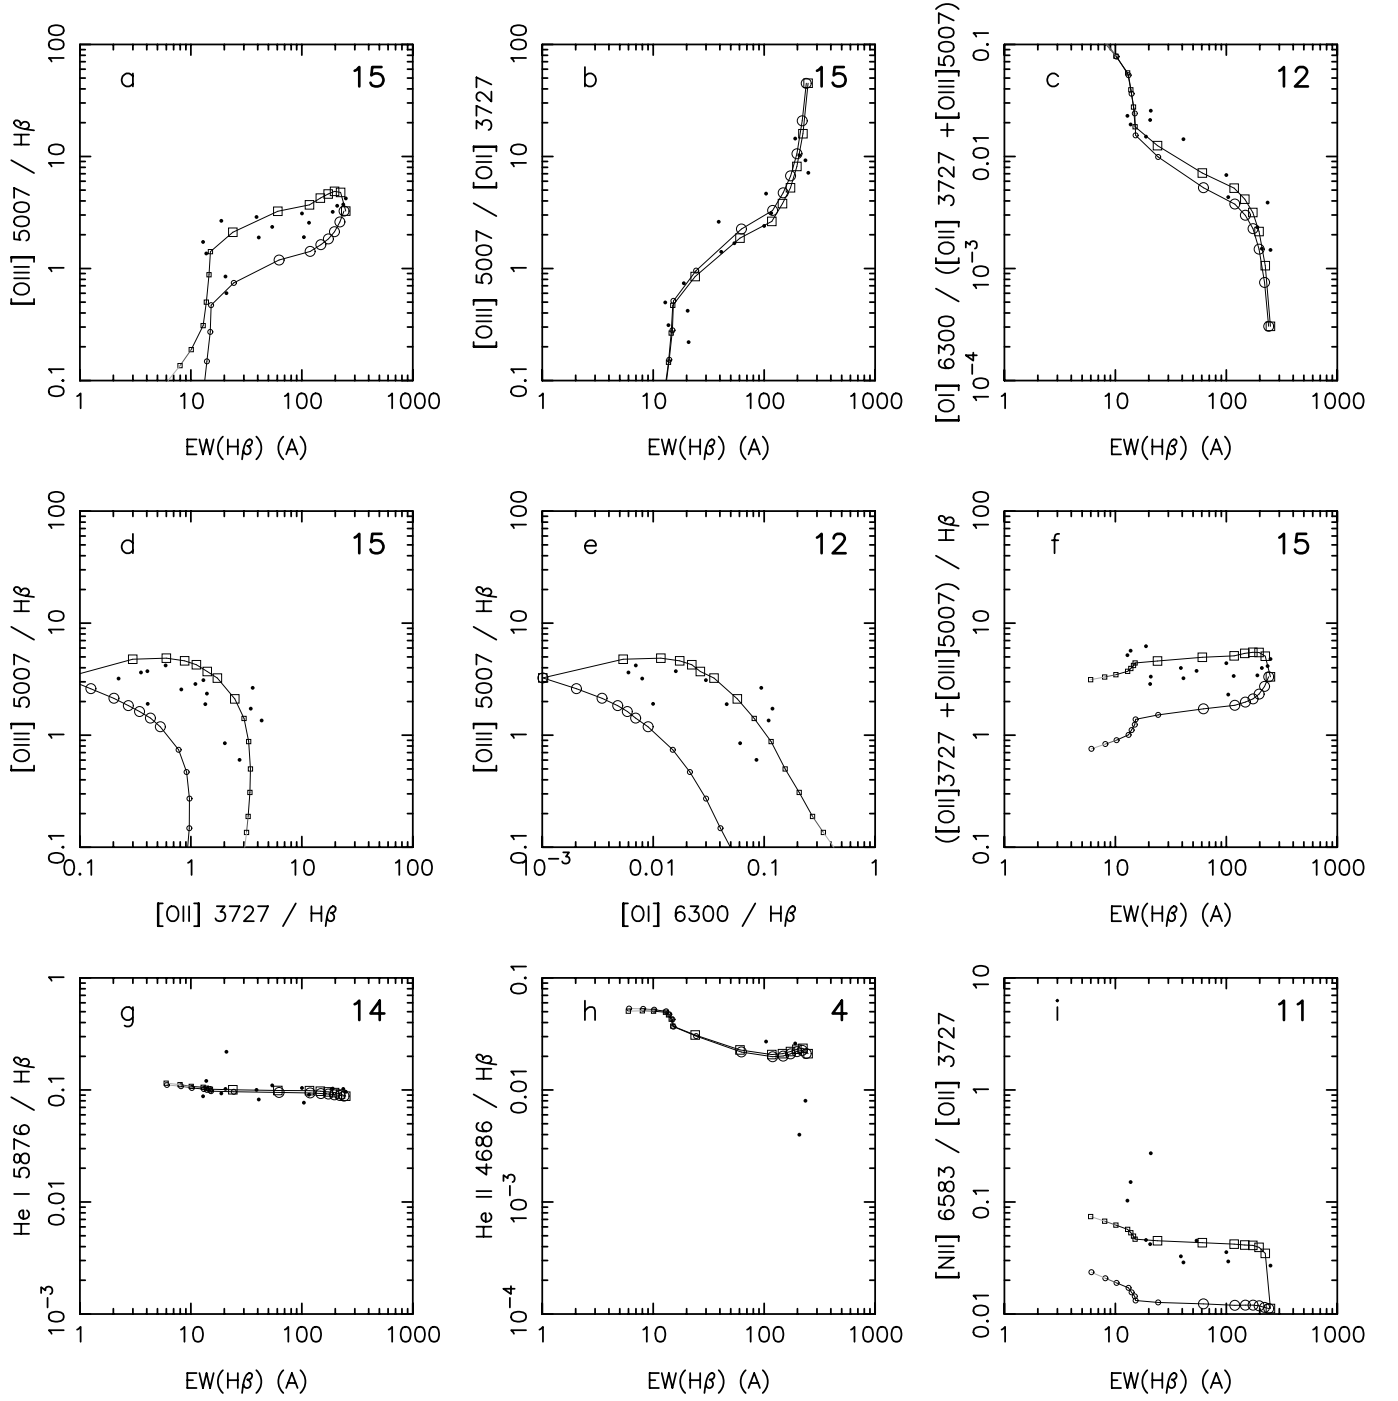 a 15
100
10
1
0.1
[OIII] 5007 / Hβ
1 10 100 1000
EW(Hβ) (A)
b 15
100
10
1
0.1
[OIII] 5007 / [OII] 3727
1 10 100 1000
EW(Hβ) (A)
c 12
0.1
0.01
10−3
10−4
[OI] 6300 / ([OII] 3727 +[OIII]5007)
1 10 100 1000
EW(Hβ) (A)
d 15
100
10
1
0.1
[OIII] 5007 / Hβ
0.1 1 10 100
[OII] 3727 / Hβ
e 12
100
10
1
0.1
[OIII] 5007 / Hβ
10−3 0.01 0.1 1
[OI] 6300 / Hβ
f 15
100
10
1
0.1
([OII]3727 +[OIII]5007) / Hβ
1 10 100 1000
EW(Hβ) (A)
g 14
1
0.1
0.01
10−3
He I 5876 / Hβ
1 10 100 1000
EW(Hβ) (A)
h 4
0.1
0.01
10−3
10−4
He II 4686 / Hβ
1 10 100 1000
EW(Hβ) (A)
i 11
10
1
0.1
0.01
[NII] 6583 / [OII] 3727
1 10 100 1000
EW(Hβ) (A)